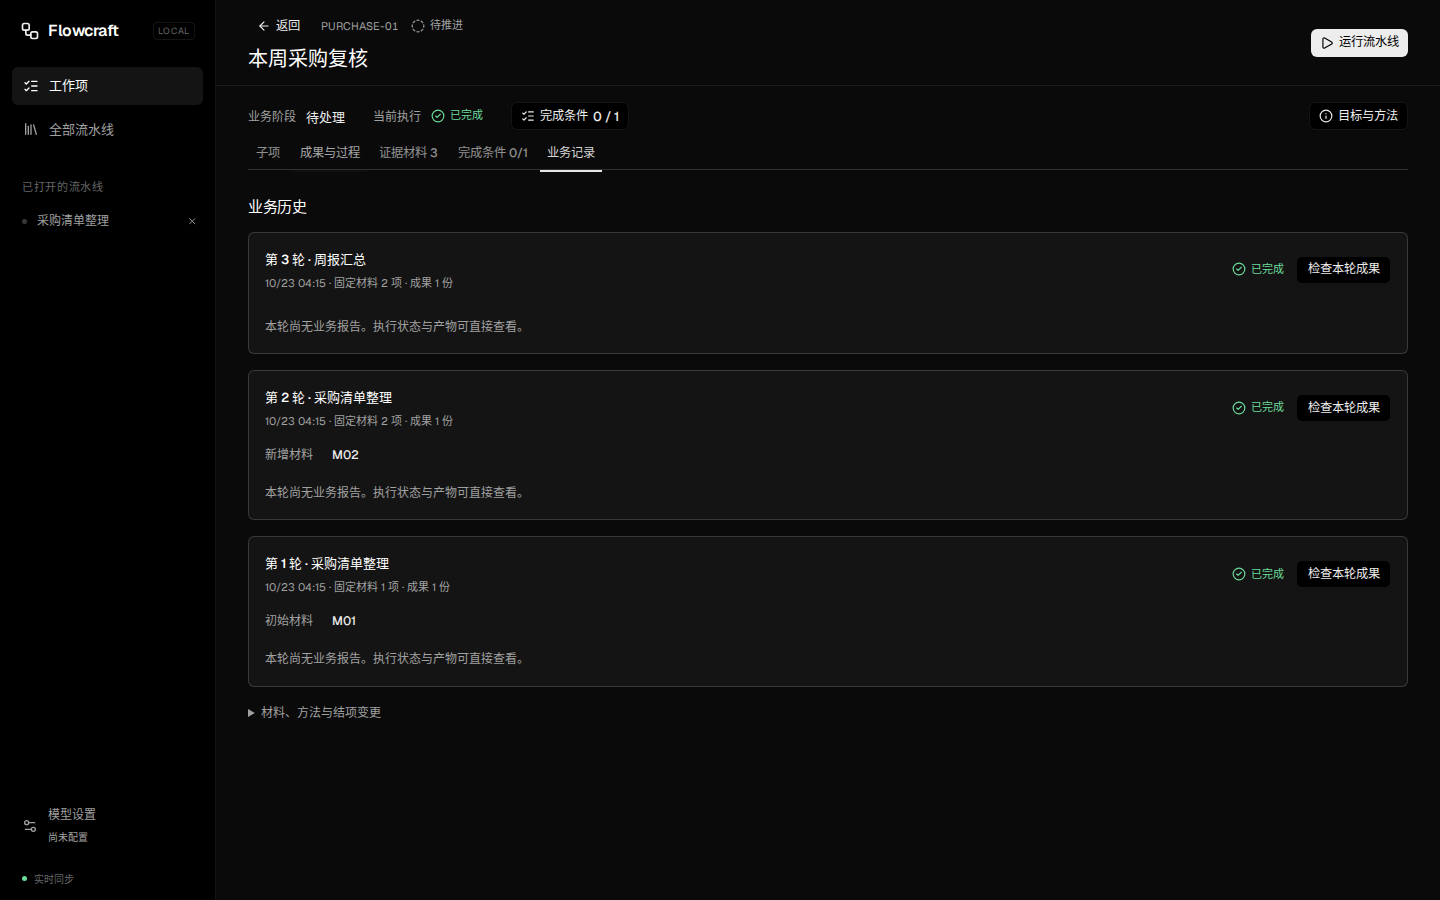 Flowcraft
LOCAL
工作项
全部流水线
已打开的流水线
采购清单整理
模型设置
尚未配置
实时同步
返回 PURCHASE-01 待推进
本周采购复核
运行流水线
业务阶段 待处理 当前执行 已完成 完成条件 0 / 1 目标与方法
子项 成果与过程 证据材料 3 完成条件 0/1 业务记录
业务历史
第 3 轮 · 周报汇总
10/23 04:15 · 固定材料 2 项 · 成果 1 份
已完成 检查本轮成果
本轮尚无业务报告。执行状态与产物可直接查看。
第 2 轮 · 采购清单整理
10/23 04:15 · 固定材料 2 项 · 成果 1 份
已完成 检查本轮成果
新增材料 M02
本轮尚无业务报告。执行状态与产物可直接查看。
第 1 轮 · 采购清单整理
10/23 04:15 · 固定材料 1 项 · 成果 1 份
已完成 检查本轮成果
初始材料 M01
本轮尚无业务报告。执行状态与产物可直接查看。
材料、方法与结项变更